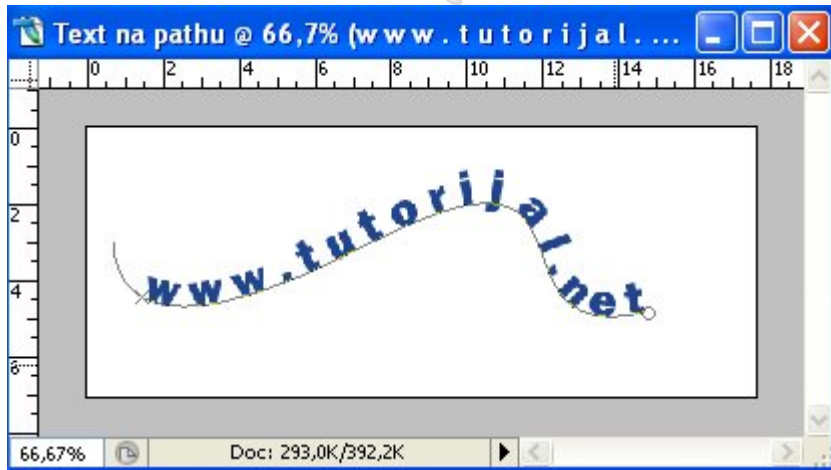 Text na pathu @ 66,7% (w w w . t u t o r i j a l . ...
0 2 4 6 8 10 12 14 16 18
0
2
4
6
www.tutorijal.net
66,67% Doc: 293,0K/392,2K